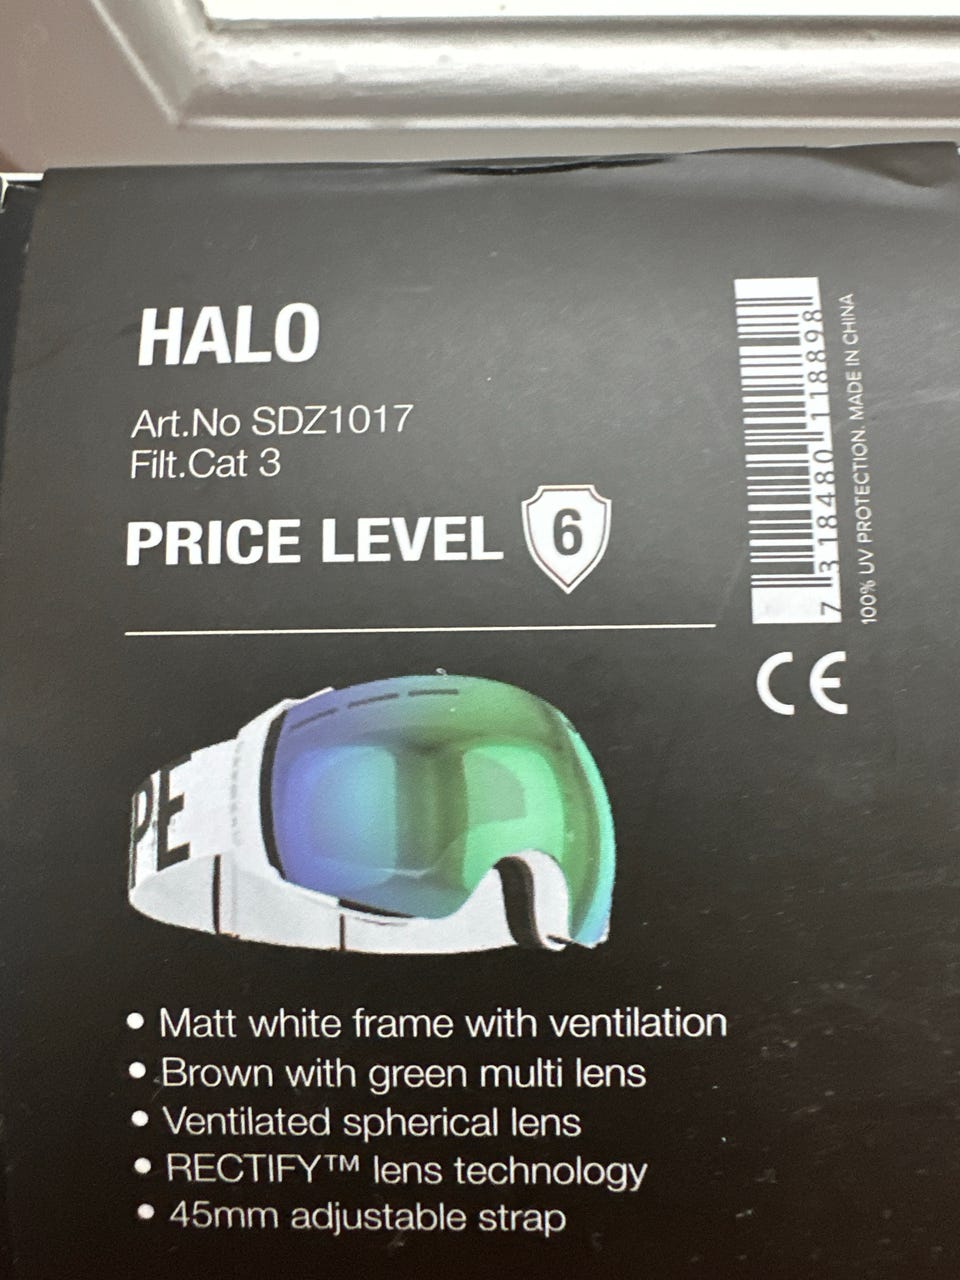 HALO
Art.No SDZ1017
Filt.Cat 3
PRICE LEVEL 6
7 318480 118898
100% UV PROTECTION. MADE IN CHINA
CE
PE
• Matt white frame with ventilation
• Brown with green multi lens
• Ventilated spherical lens
• RECTIFY™ lens technology
• 45mm adjustable strap